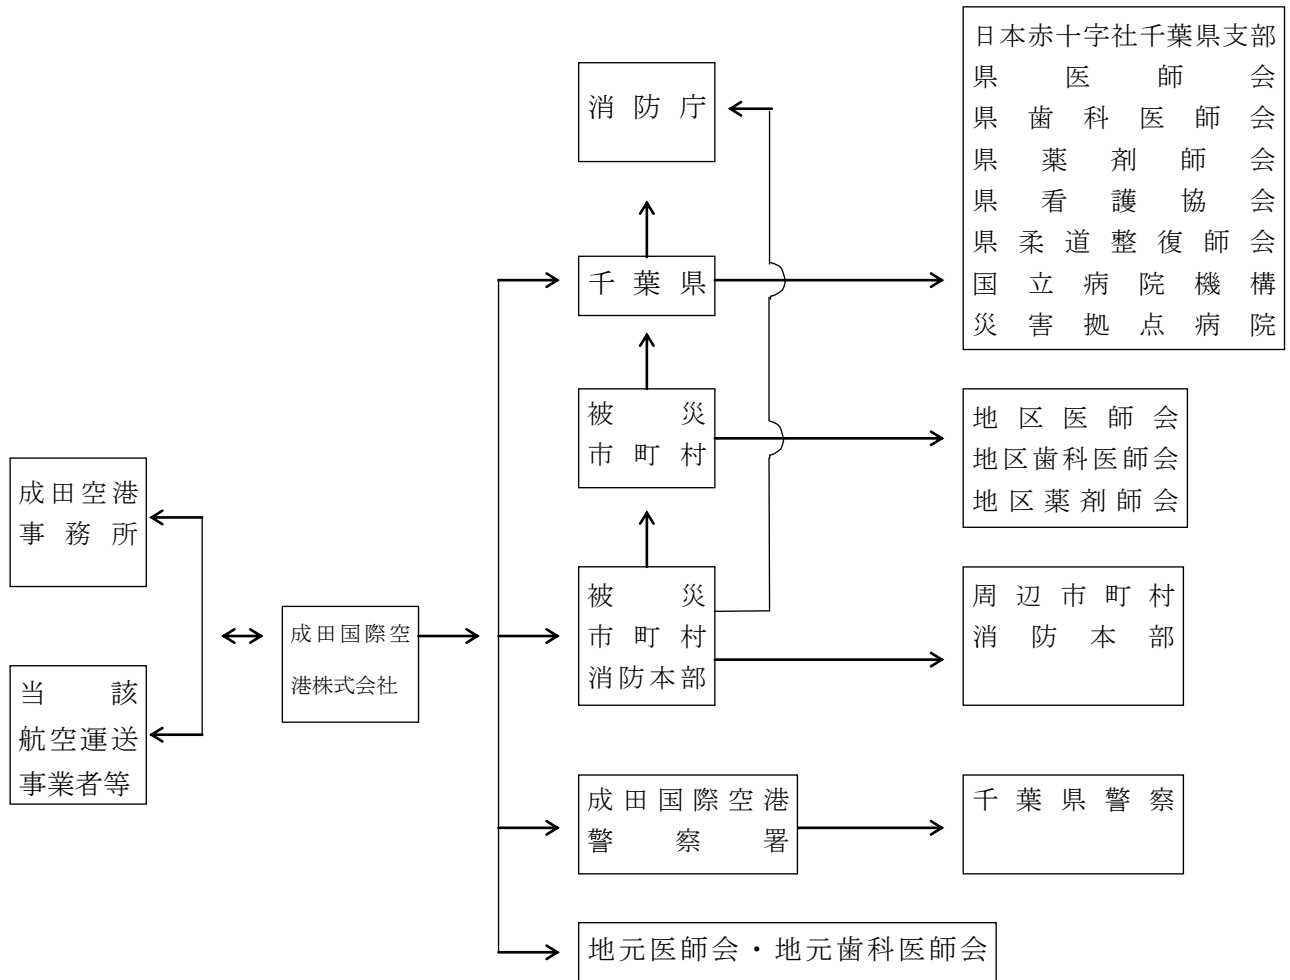 日本赤十字社千葉県支部
県医師会
県歯科医師会
県薬剤師会
県看護協会
県柔道整復師会
国立病院機構
災害拠点病院
消防庁
千葉県
被災
市町村
地区医師会
地区歯科医師会
地区薬剤師会
成田空港
事務所
当該
航空運送
事業者等
成田国際空
港株式会社
被災
市町村
消防本部
周辺市町村
消防本部
成田国際空港
警察署
千葉県警察
地元医師会・地元歯科医師会